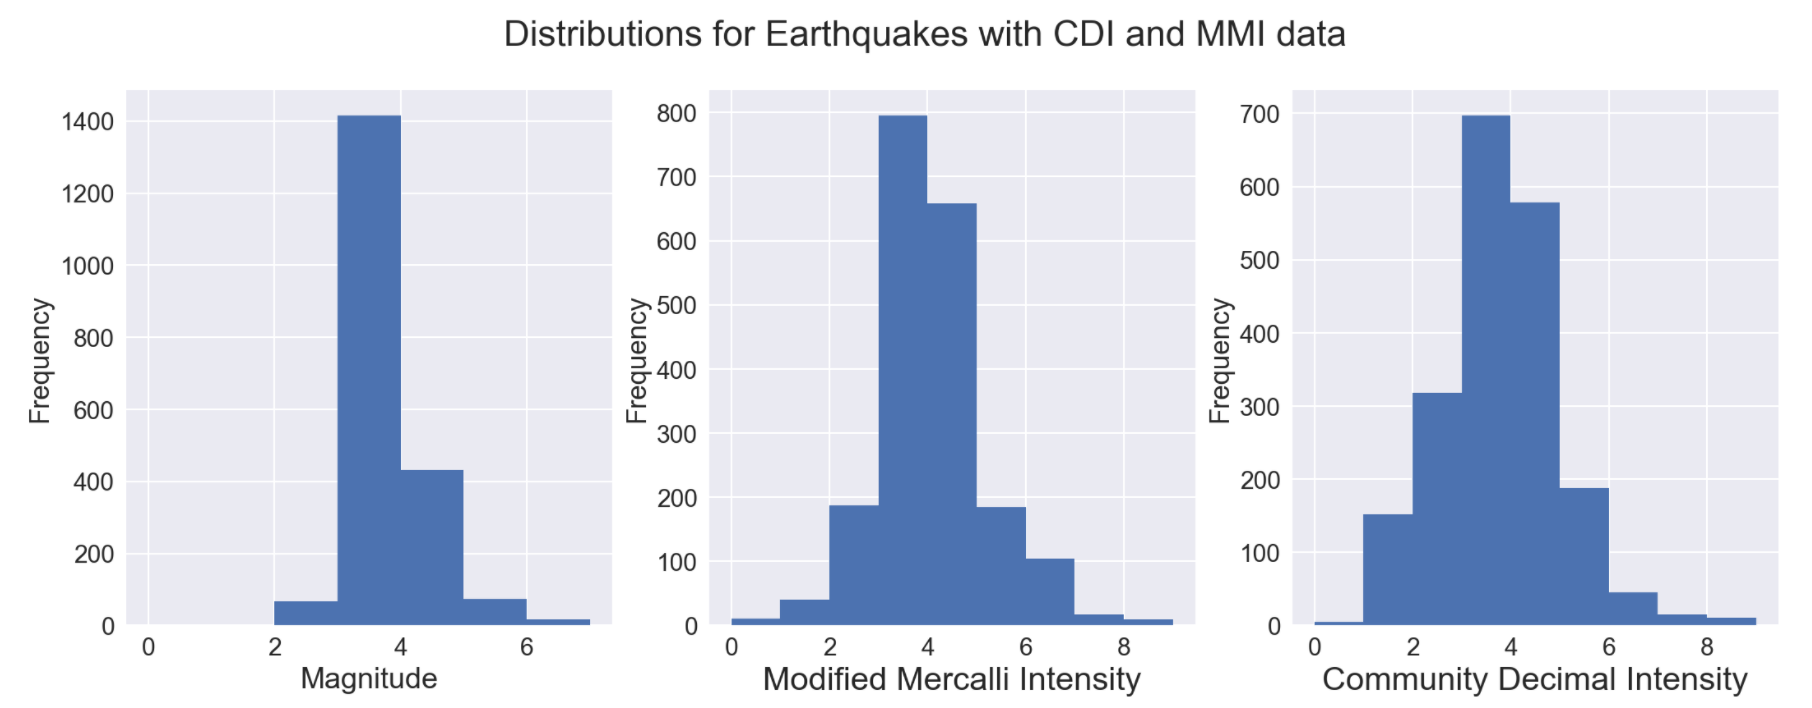 Distributions for Earthquakes with CDI and MMI data
Frequency
1400
1200
1000
800
600
400
200
0
0 2 4 6
Magnitude
Frequency
800
700
600
500
400
300
200
100
0
0 2 4 6 8
Modified Mercalli Intensity
Frequency
700
600
500
400
300
200
100
0
0 2 4 6 8
Community Decimal Intensity